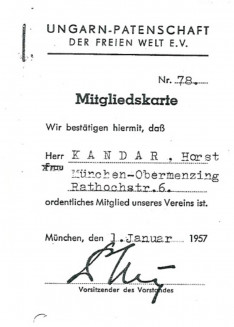 UNGARN-PATENSCHAFT
DER FREIEN WELT E.V.
Nr. 78.
Mitgliedskarte
Wir bestätigen hiermit, daß
Herr KANDAR, Horst
Frau München-Obermenzing
Rathochstr.6.
ordentliches Mitglied unseres Vereins ist.
München, den 1.Januar 1957
Vorsitzender des Vorstandes